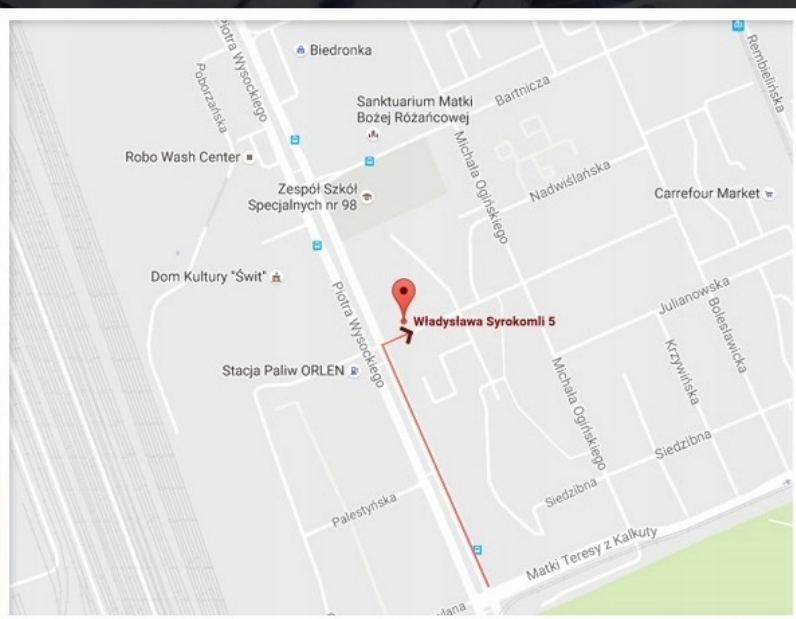 Piotra Wysockiego
Biedronka
Rembielińska
Poborzańska
Bartnicza
Sanktuarium Matki
Bożej Różańcowej
Robo Wash Center
Michała Ogińskiego
Nadwiślańska
Zespół Szkół
Specjalnych nr 98
Carrefour Market
Dom Kultury "Świt"
Piotra Wysockiego
Władysława Syrokomli 5
Julianowska
Bolesławicka
Krzywińska
Stacja Paliw ORLEN
Michała Ogińskiego
Siedzibna
Siedzibna
Palestyńska
Matki Teresy z Kalkuty